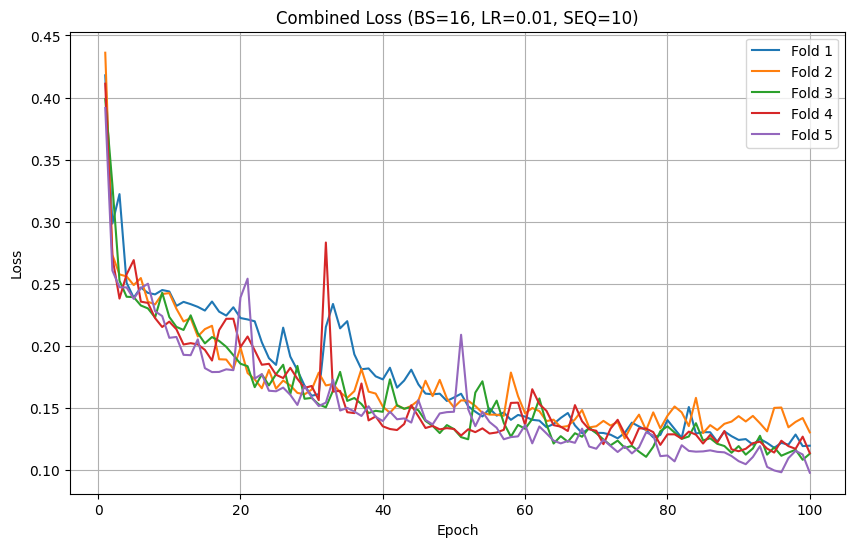 Combined Loss (BS=16, LR=0.01, SEQ=10)
0.45
0.40
0.35
0.30
0.25
0.20
0.15
0.10
Loss
Fold 1
Fold 2
Fold 3
Fold 4
Fold 5
0
20
40
60
80
100
Epoch